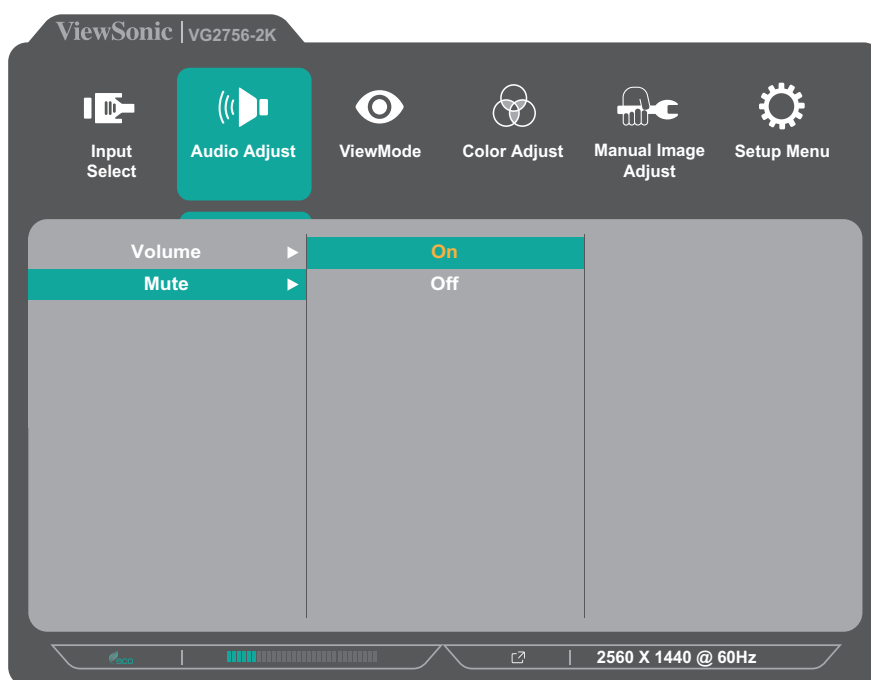 ViewSonic | VG2756-2K
Input Select
Audio Adjust
ViewMode
Color Adjust
Manual Image Adjust
Setup Menu
Volume
On
Mute
Off
eco
2560 X 1440 @ 60Hz